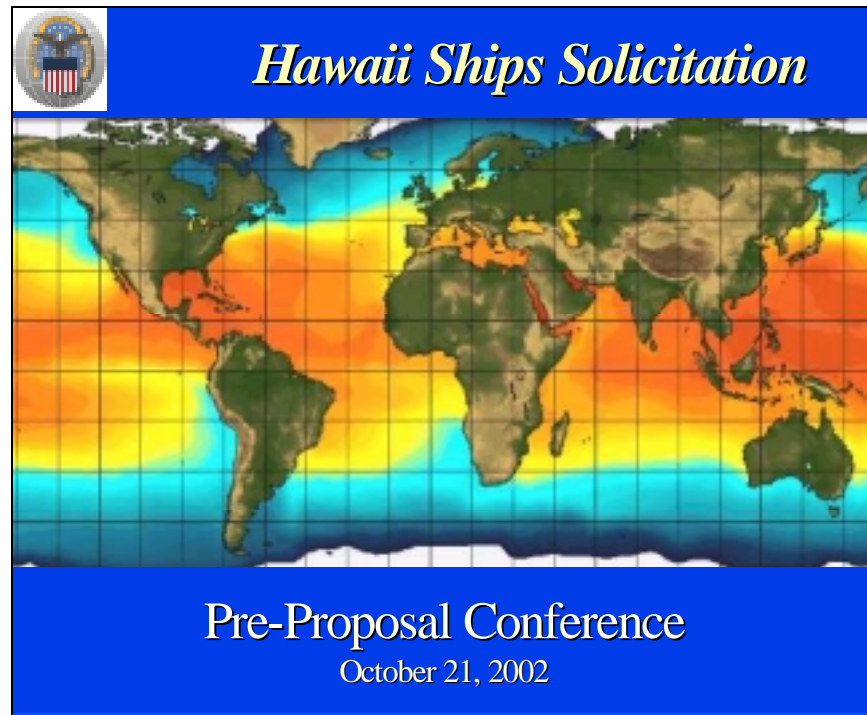 Hawaii Ships Solicitation
Pre-Proposal Conference
October 21, 2002